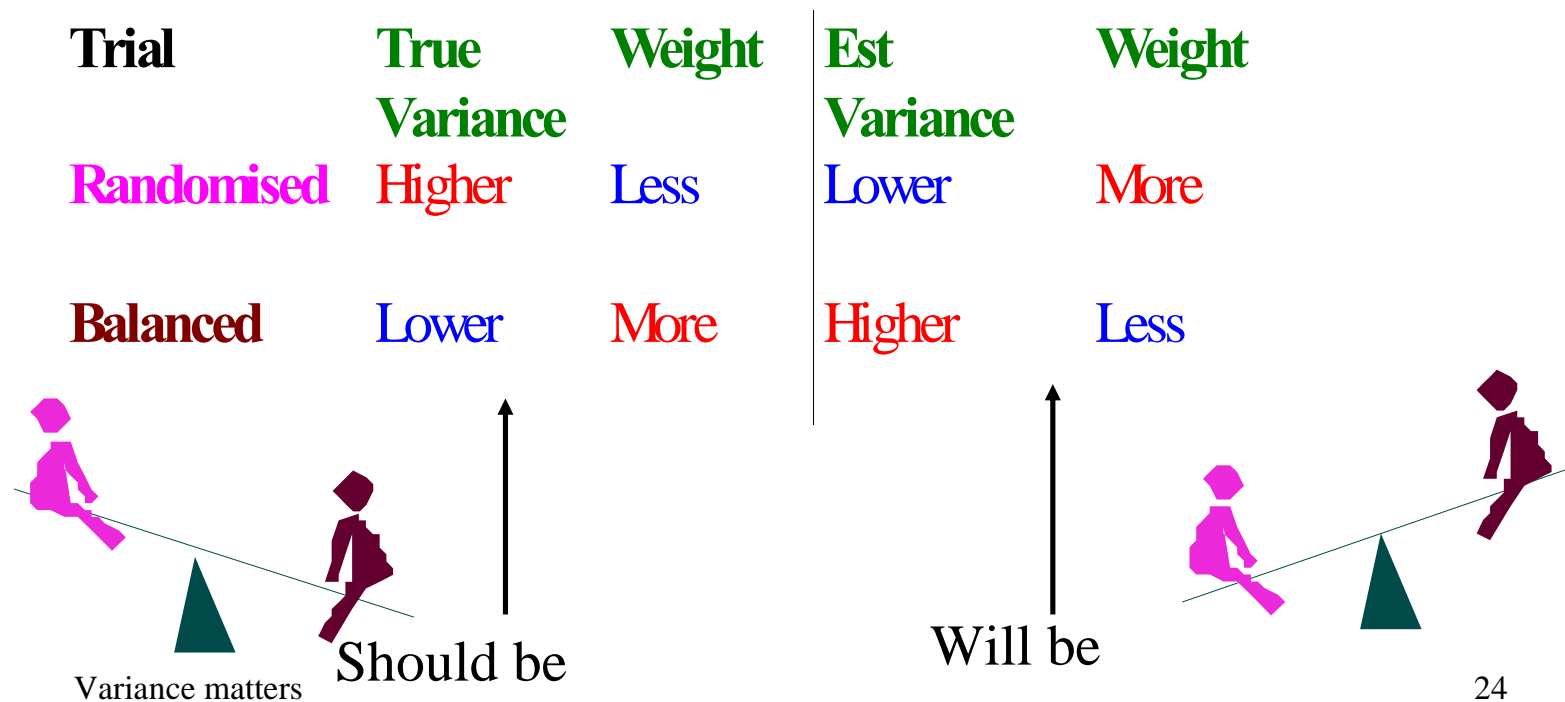 Trial True Weight Est Weight
Variance Variance
Randomised Higher Less Lower More
Balanced Lower More Higher Less
Should be Will be
Variance matters 24